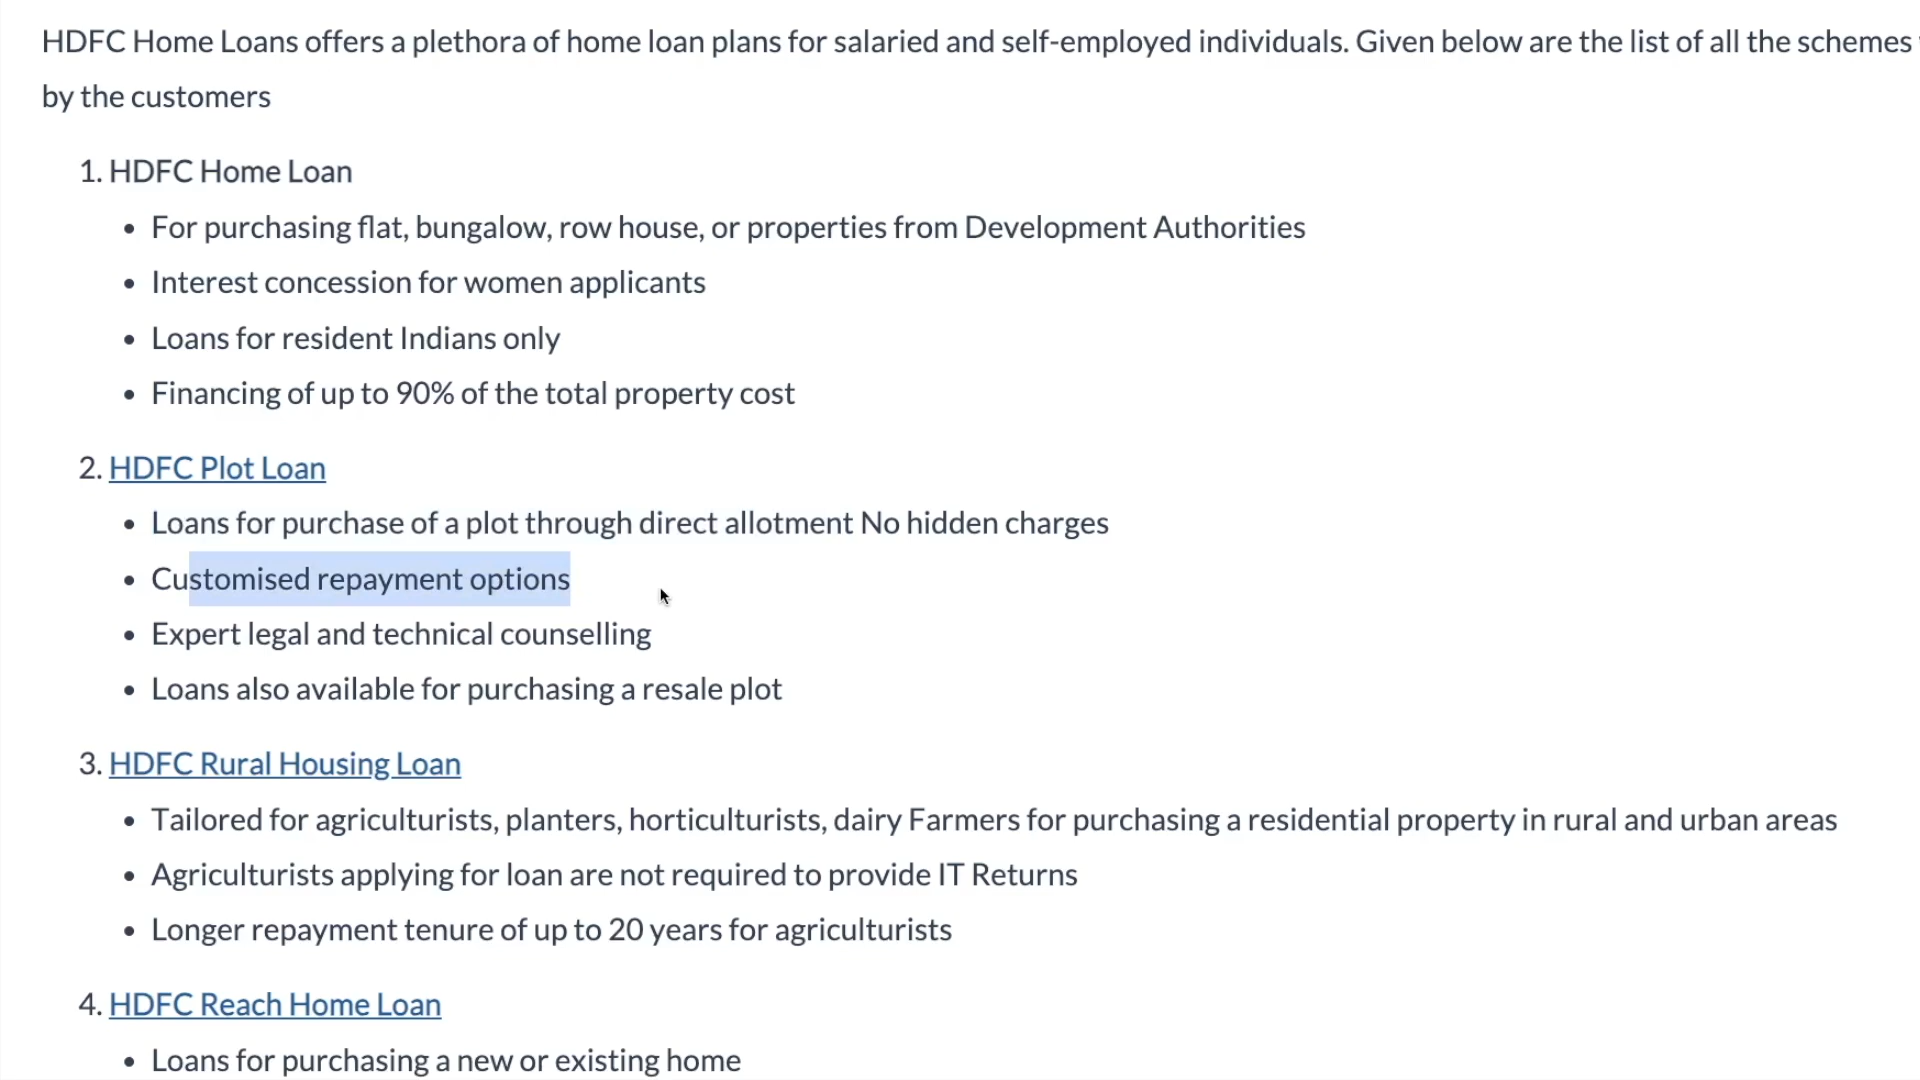 HDFC Home Loans offers a plethora of home loan plans for salaried and self-employed individuals. Given below are the list of all the schemes
by the customers
1. HDFC Home Loan
• For purchasing flat, bungalow, row house, or properties from Development Authorities
• Interest concession for women applicants
• Loans for resident Indians only
• Financing of up to 90% of the total property cost
2. HDFC Plot Loan
• Loans for purchase of a plot through direct allotment No hidden charges
• Customised repayment options
• Expert legal and technical counselling
• Loans also available for purchasing a resale plot
3. HDFC Rural Housing Loan
• Tailored for agriculturists, planters, horticulturists, dairy Farmers for purchasing a residential property in rural and urban areas
• Agriculturists applying for loan are not required to provide IT Returns
• Longer repayment tenure of up to 20 years for agriculturists
4. HDFC Reach Home Loan
• Loans for purchasing a new or existing home